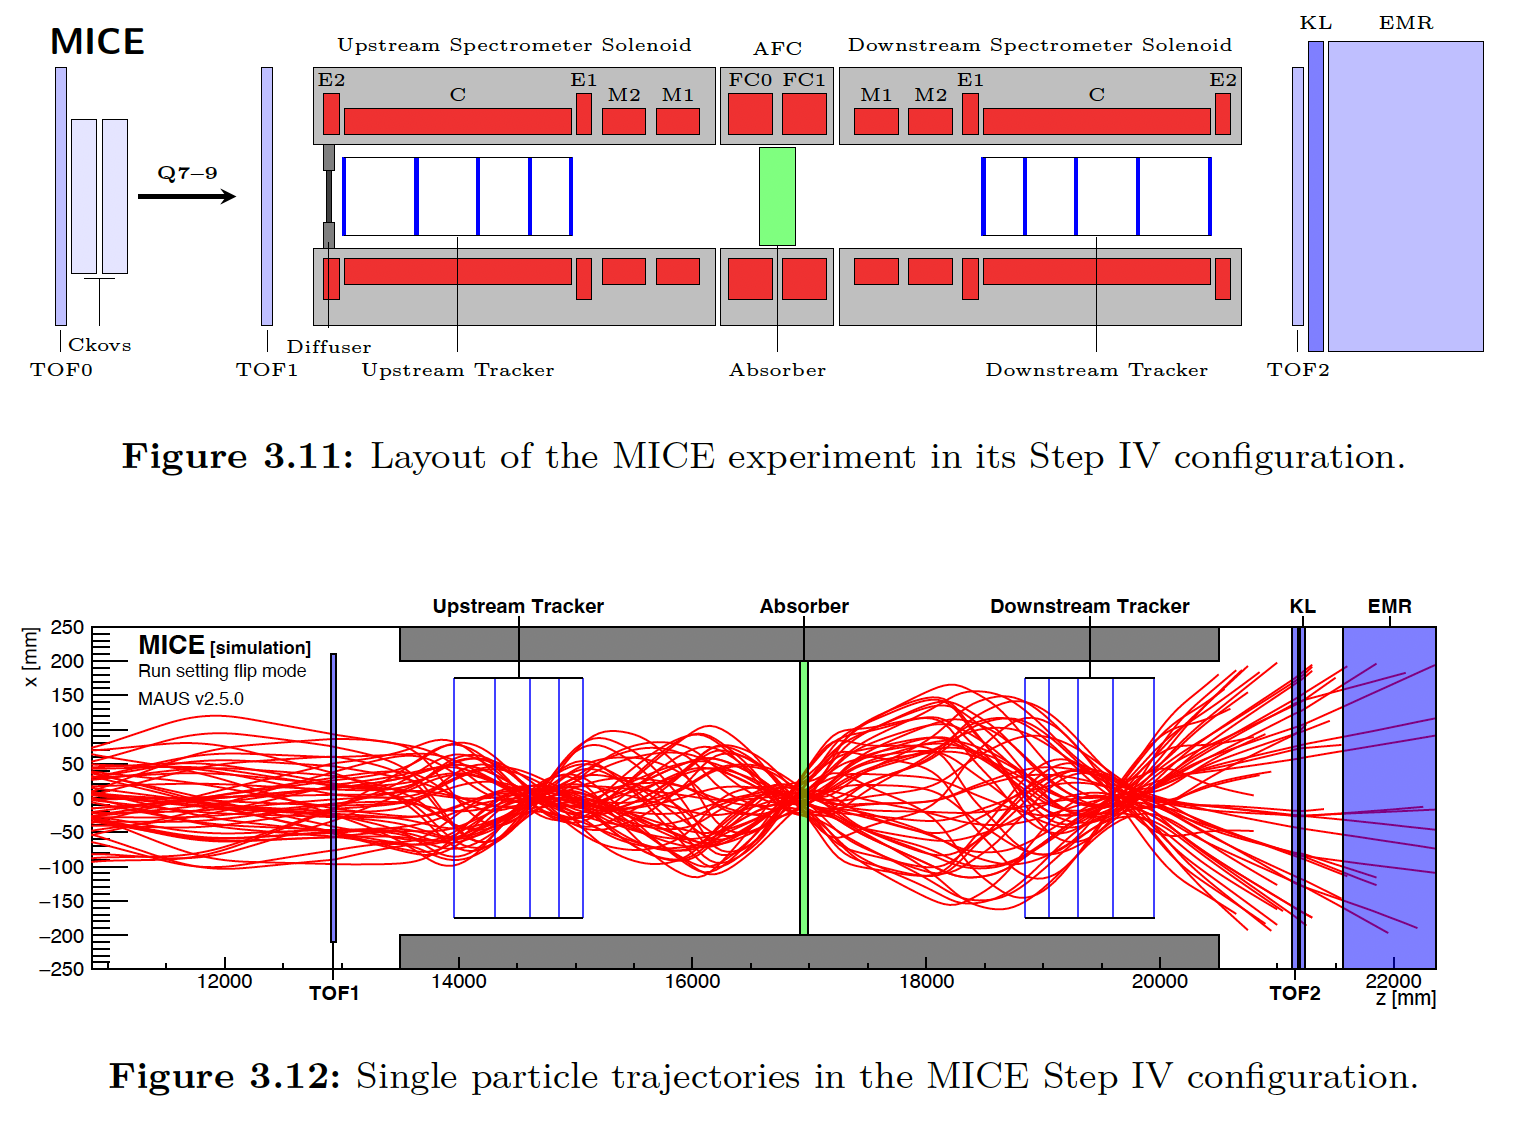 MICE
Upstream Spectrometer Solenoid
AFC
Downstream Spectrometer Solenoid
KL
EMR
E2
C
E1
M2
M1
FC0
FC1
M1
M2
E1
C
E2
Q7–9
Ckovs
Diffuser
TOF0
TOF1
Upstream Tracker
Absorber
Downstream Tracker
TOF2
Figure 3.11: Layout of the MICE experiment in its Step IV configuration.
Upstream Tracker
Absorber
Downstream Tracker
KL
EMR
x [mm]
250
200
150
100
50
0
−50
−100
−150
−200
−250
MICE [simulation]
Run setting flip mode
MAUS v2.5.0
12000
14000
16000
18000
20000
22000
TOF1
TOF2
z [mm]
Figure 3.12: Single particle trajectories in the MICE Step IV configuration.